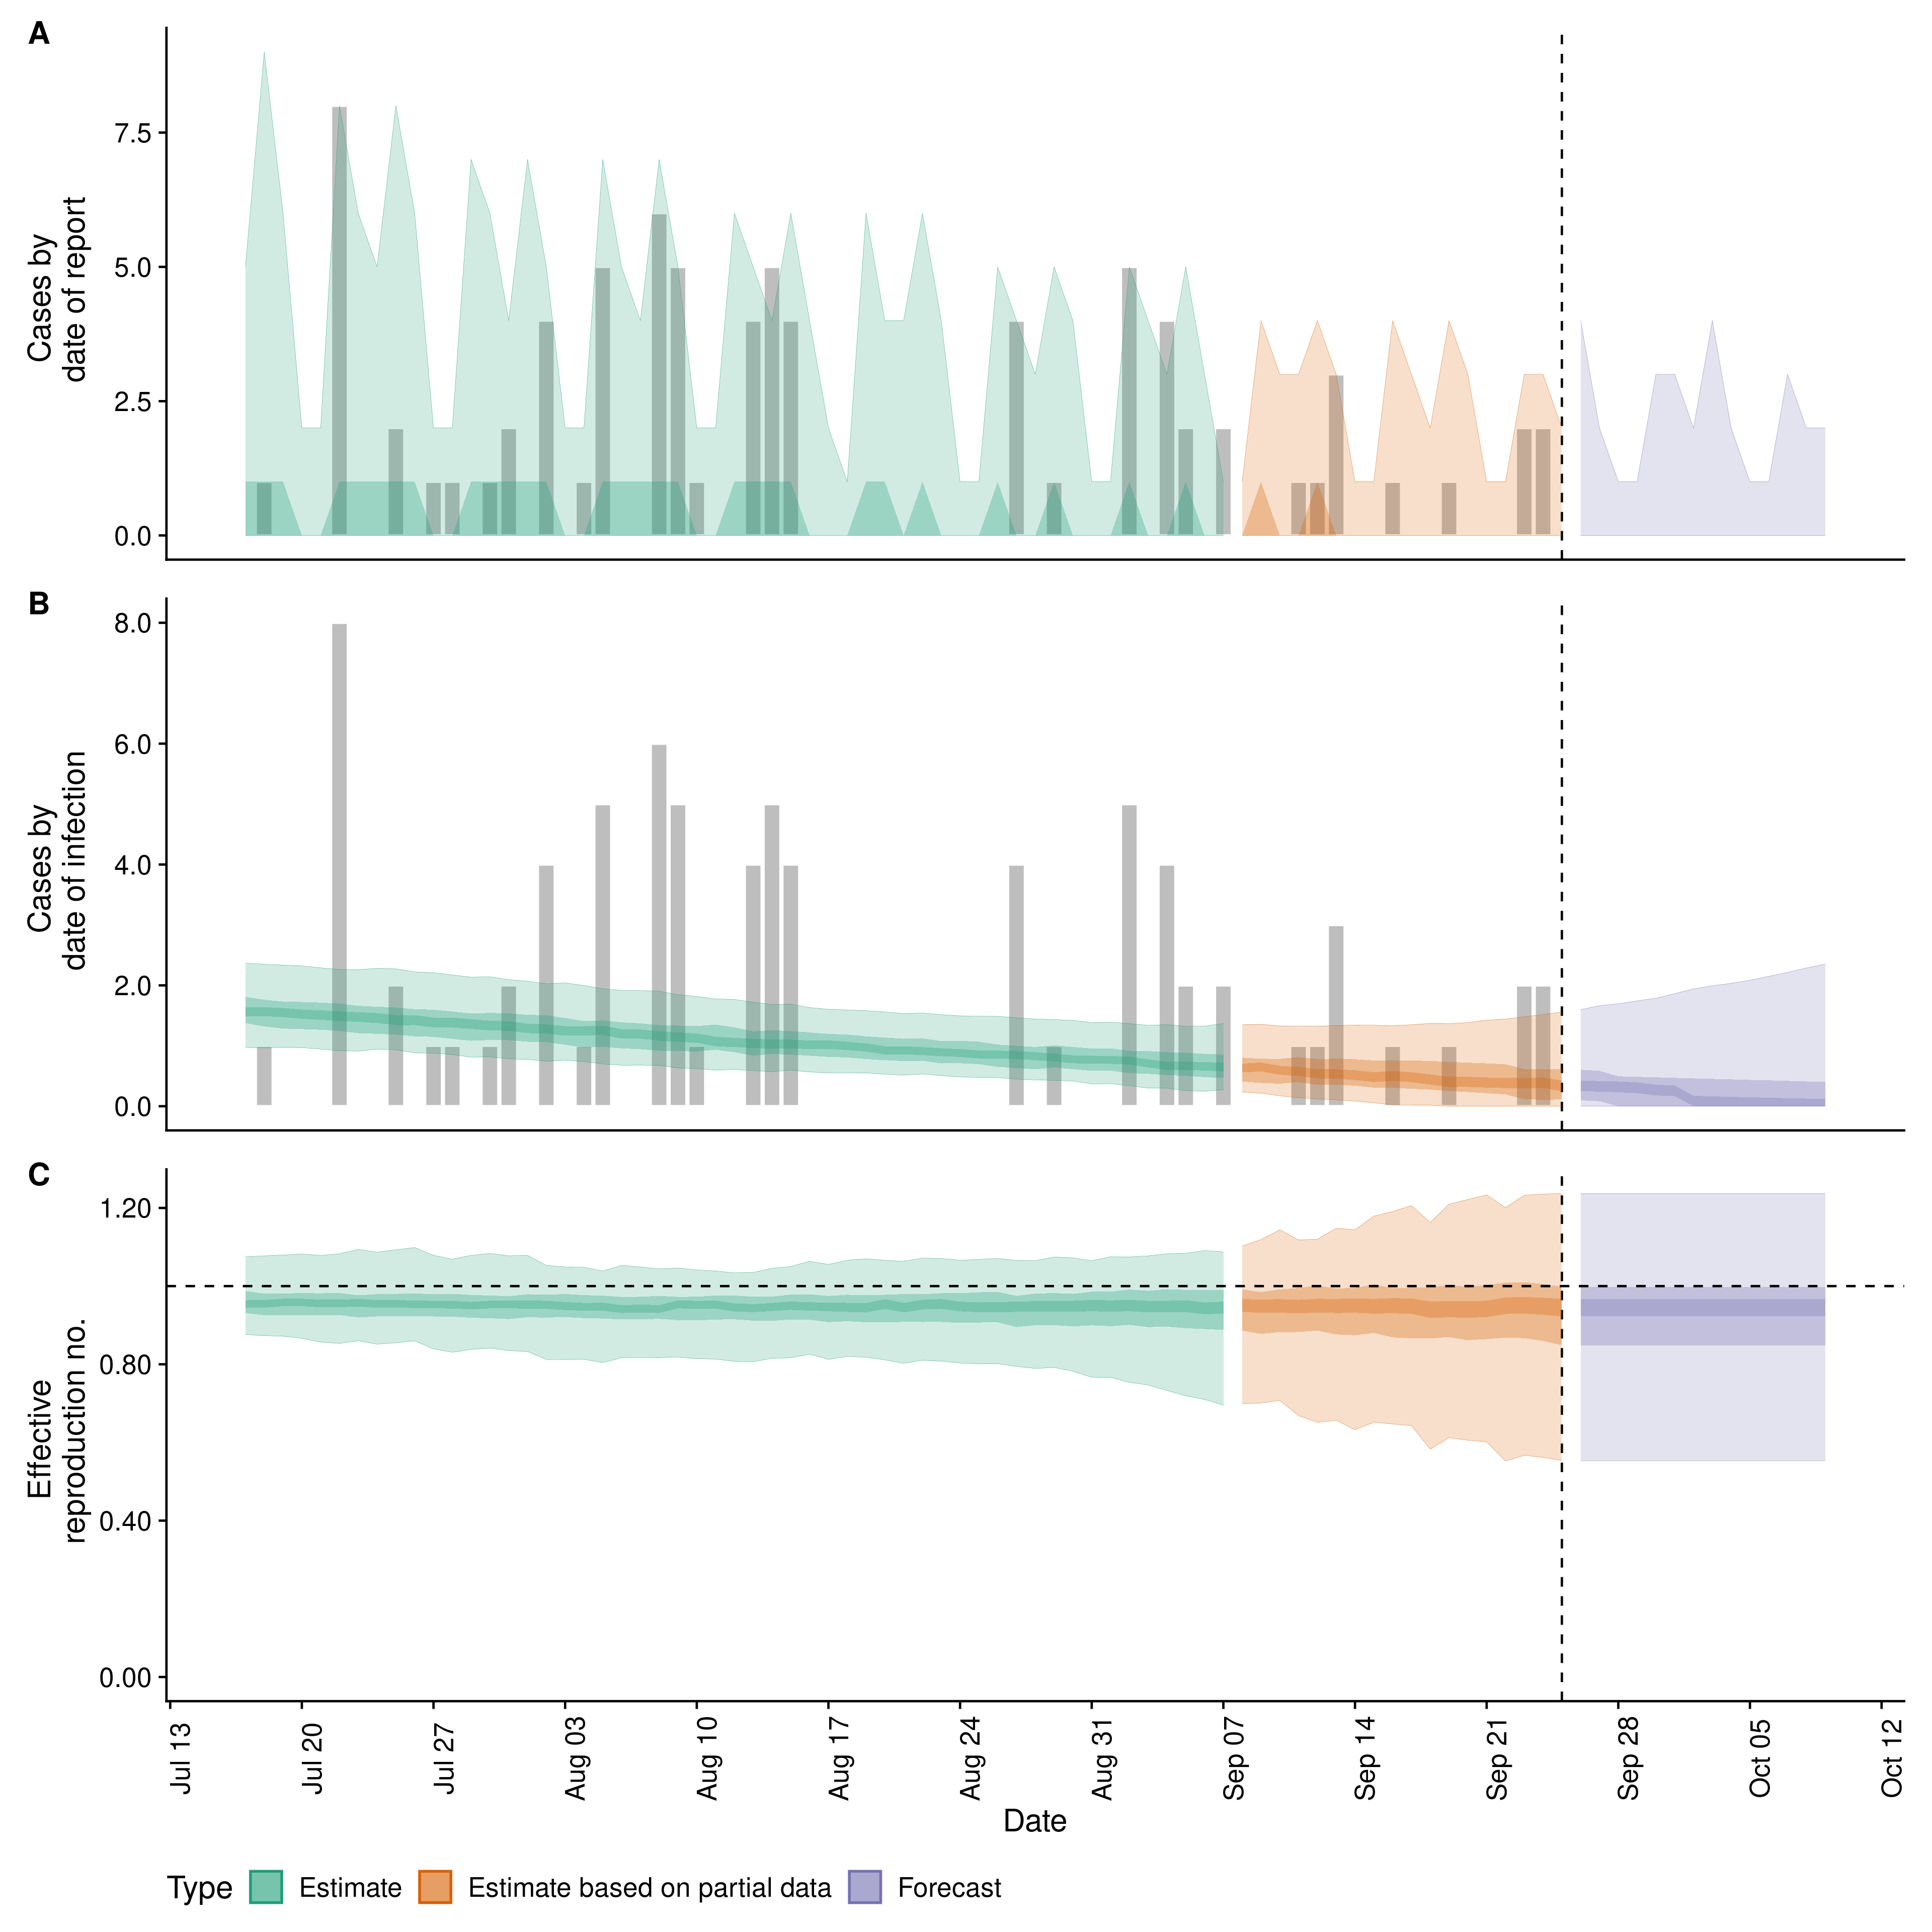 A
Cases by
date of report
7.5
5.0
2.5
0.0
B
Cases by
date of infection
8.0
6.0
4.0
2.0
0.0
C
Effective
reproduction no.
1.20
0.80
0.40
0.00
Jul 13
Jul 20
Jul 27
Aug 03
Aug 10
Aug 17
Aug 24
Aug 31
Sep 07
Sep 14
Sep 21
Sep 28
Oct 05
Oct 12
Date
Type Estimate Estimate based on partial data Forecast